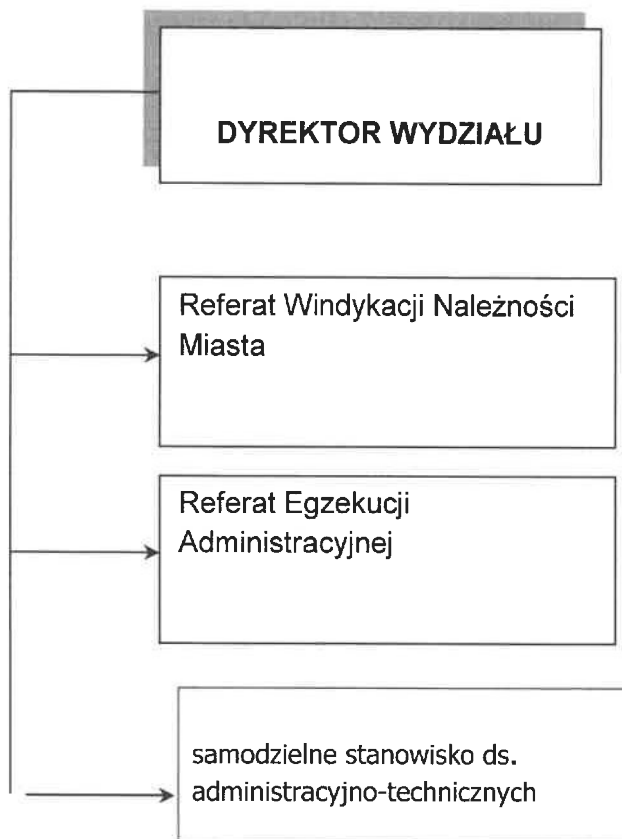 DYREKTOR WYDZIAŁU
Referat Windykacji Należności
Miasta
Referat Egzekucji
Administracyjnej
samodzielne stanowisko ds.
administracyjno-technicznych